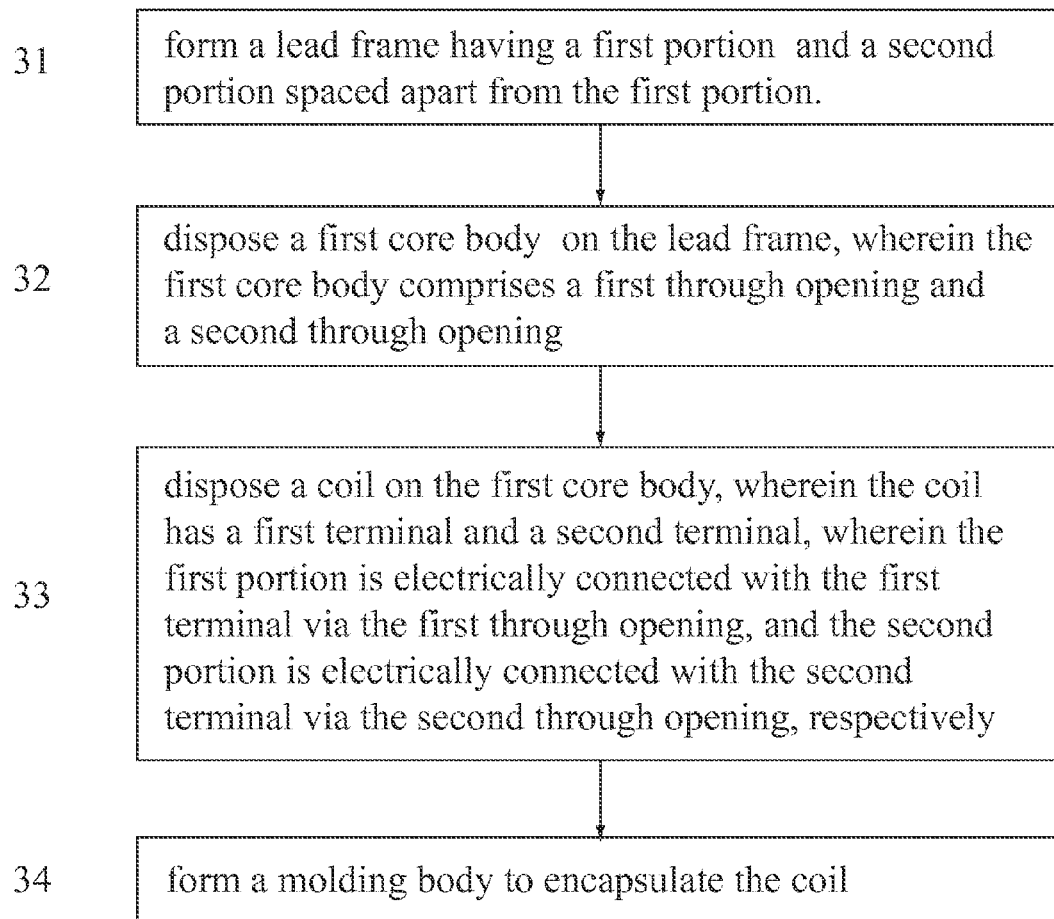 31
form a lead frame having a first portion and a second
portion spaced apart from the first portion.
32
dispose a first core body on the lead frame, wherein the
first core body comprises a first through opening and
a second through opening
33
dispose a coil on the first core body, wherein the coil
has a first terminal and a second terminal, wherein the
first portion is electrically connected with the first
terminal via the first through opening, and the second
portion is electrically connected with the second
terminal via the second through opening, respectively
34
form a molding body to encapsulate the coil